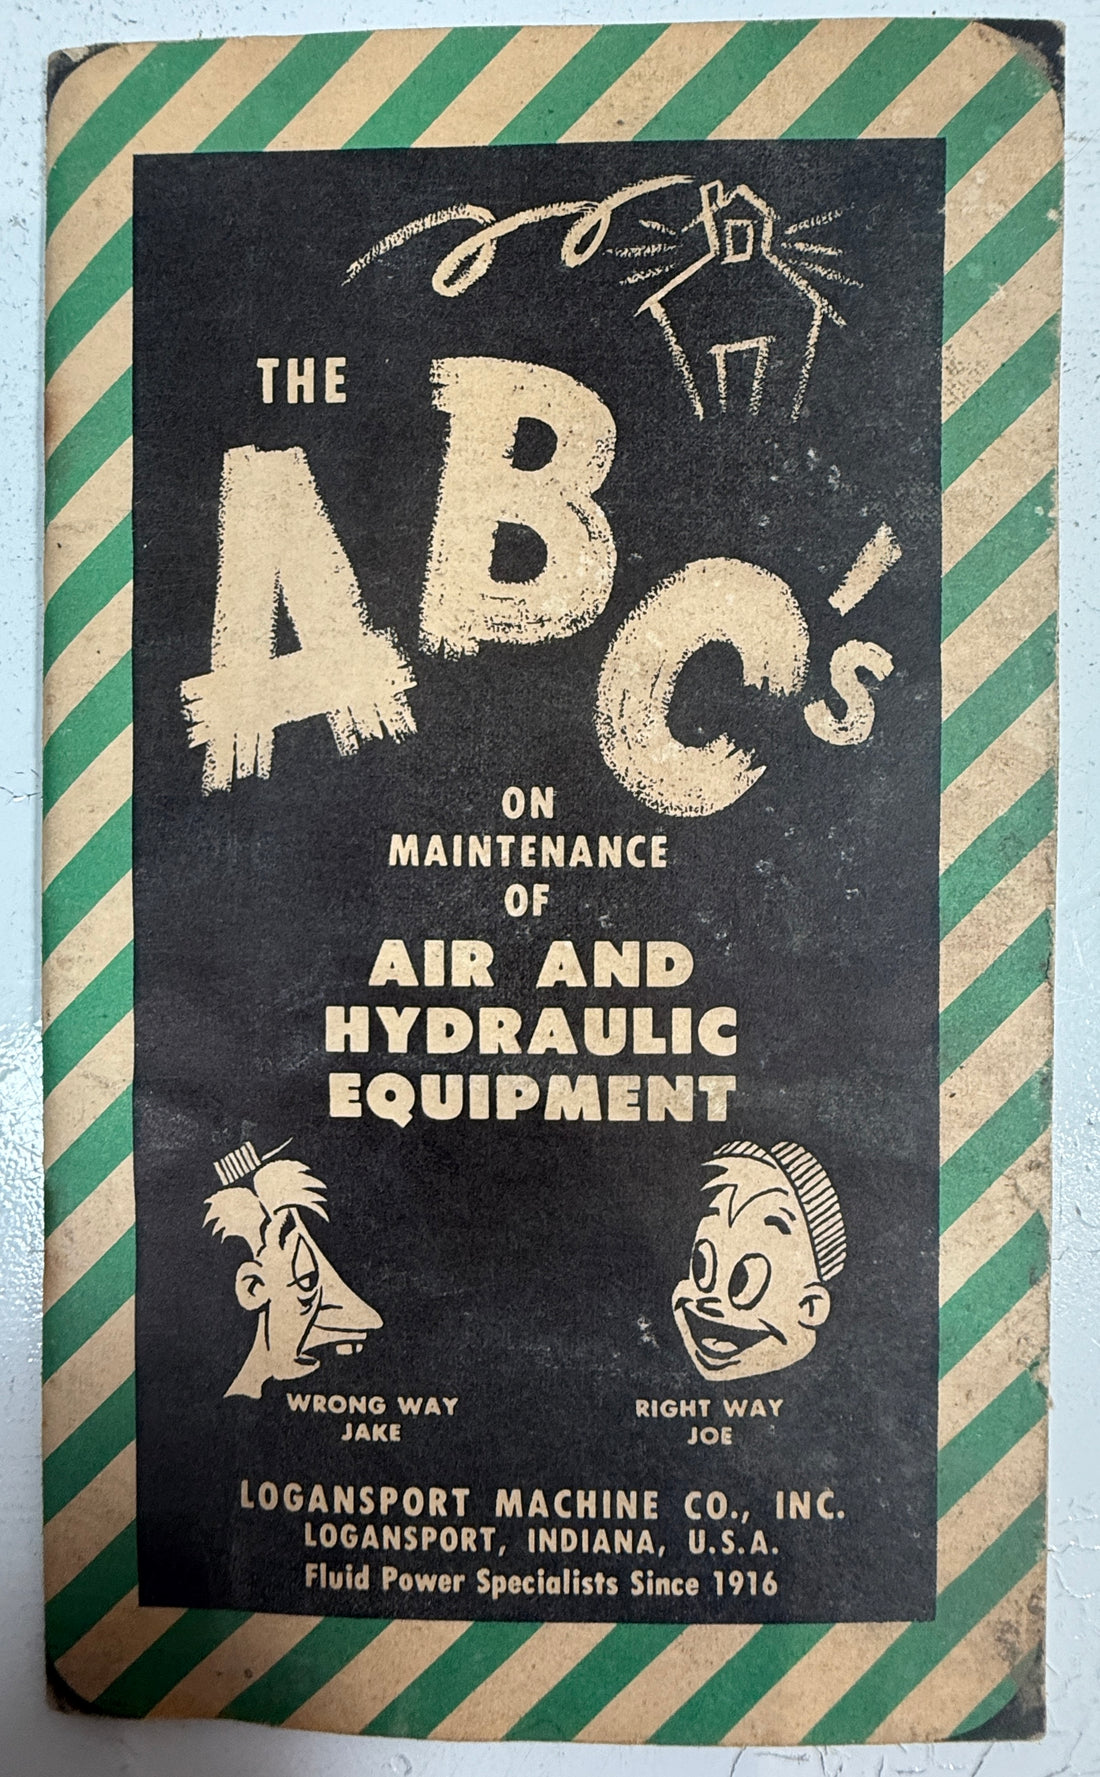 THE
ABC's
ON
MAINTENANCE
OF
AIR AND
HYDRAULIC
EQUIPMENT
WRONG WAY
JAKE
RIGHT WAY
JOE
LOGANSPORT MACHINE CO., INC.
LOGANSPORT, INDIANA, U.S.A.
Fluid Power Specialists Since 1916